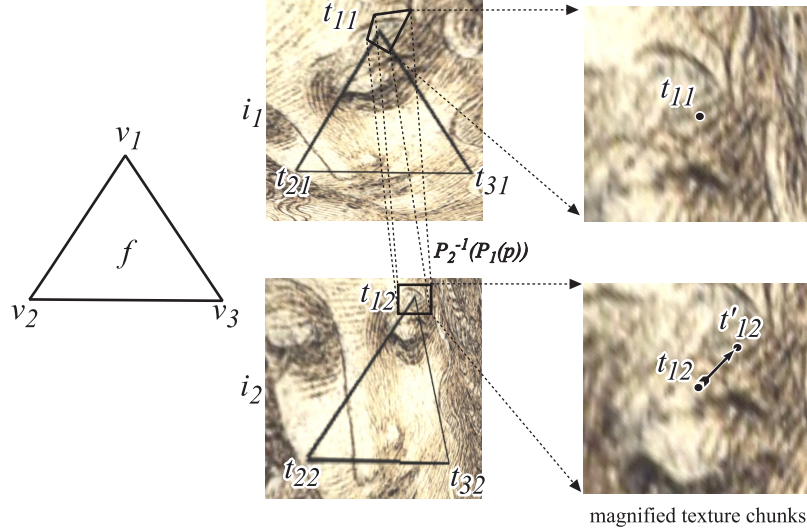 v1
f
v2
v3
i1
t11
t21
t31
P2^-1(P1(p))
i2
t12
t22
t32
t11
t'12
t12
magnified texture chunks